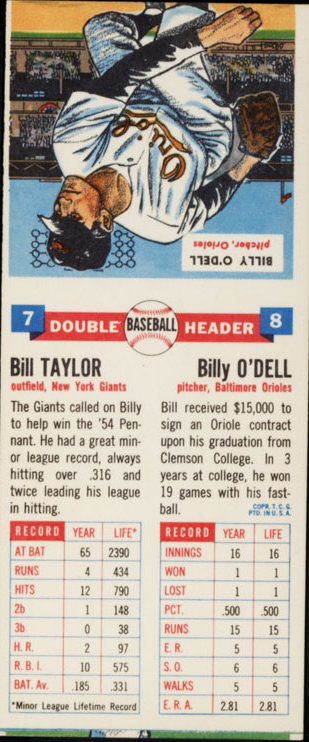 BILLY O'DELL
pitcher, Orioles
Oriole
7 DOUBLE BASEBALL HEADER 8
Bill TAYLOR
outfield, New York Giants
The Giants called on Billy
to help win the '54 Pen-
nant. He had a great min-
or league record, always
hitting over .316 and
twice leading his league
in hitting.
RECORD YEAR LIFE*
AT BAT 65 2390
RUNS 4 434
HITS 12 790
2b 1 148
3b 0 38
H. R. 2 97
R. B. I. 10 575
BAT. Av. .185 .331
*Minor League Lifetime Record
Billy O'DELL
pitcher, Baltimore Orioles
Bill received $15,000 to
sign an Oriole contract
upon his graduation from
Clemson College. In 3
years at college, he won
19 games with his fast-
ball.
COPR. T. C. G.
PTD. IN U. S. A.
RECORD YEAR LIFE
INNINGS 16 16
WON 1 1
LOST 1 1
PCT. .500 .500
RUNS 15 15
E. R. 5 5
S. O. 6 6
WALKS 5 5
E. R. A. 2.81 2.81